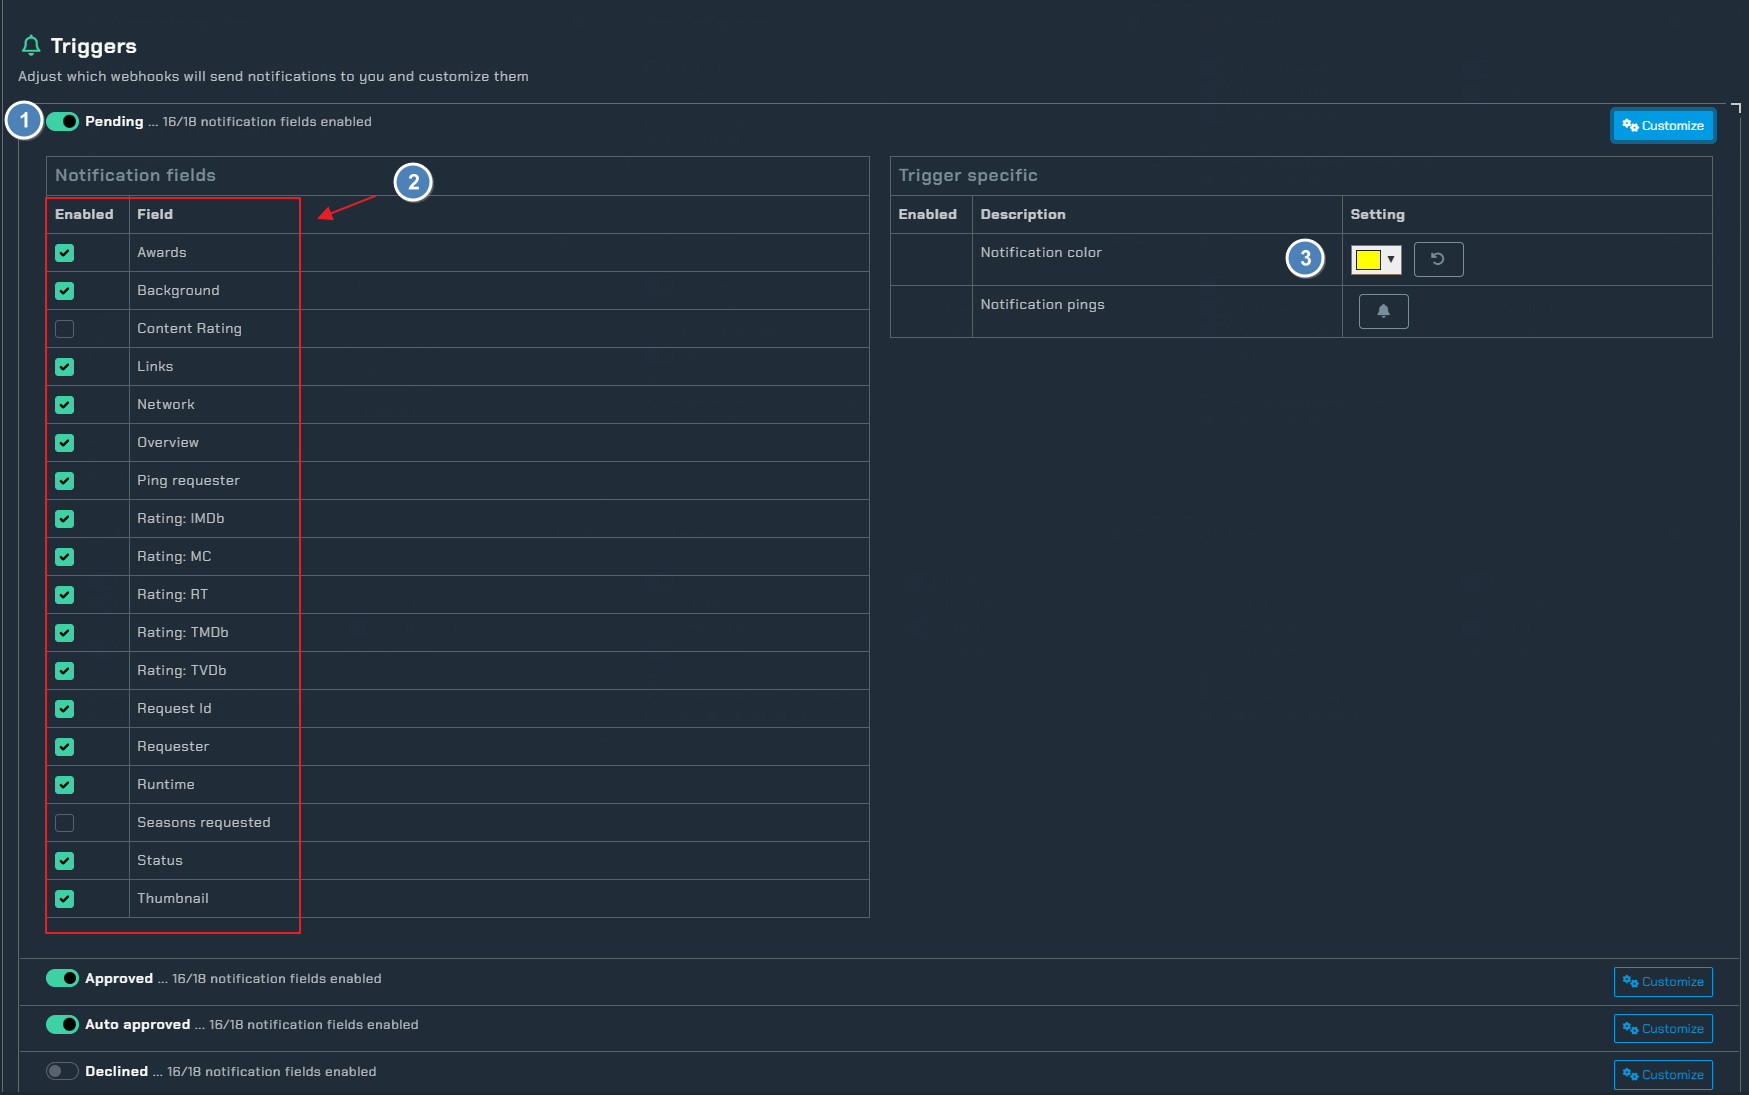 Triggers
Adjust which webhooks will send notifications to you and customize them
1 Pending ... 16/18 notification fields enabled Customize
Notification fields
2
Enabled Field
Awards
Background
Content Rating
Links
Network
Overview
Ping requester
Rating: IMDb
Rating: MC
Rating: RT
Rating: TMDb
Rating: TVDb
Request Id
Requester
Runtime
Seasons requested
Status
Thumbnail
Trigger specific
Enabled Description Setting
Notification color 3
Notification pings
Approved ... 16/18 notification fields enabled Customize
Auto approved ... 16/18 notification fields enabled Customize
Declined ... 16/18 notification fields enabled Customize